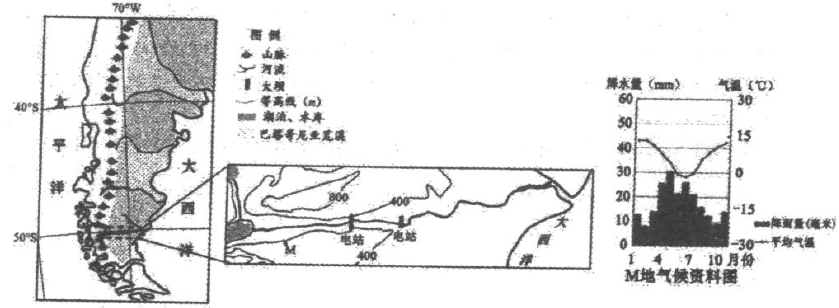 70°W
图例
山脉
河流
大坝
等高线（m）
湖泊、水库
巴塔哥尼亚荒漠
40°S
50°S
太平洋
大西洋
800
400
400
M
电站
电站
大西洋
降水量（mm）
气温（℃）
60
50
40
30
20
10
0
30
15
0
-15
-30
1 4 7 10 月份
降雨量(毫米)
平均气温
M地气候资料图